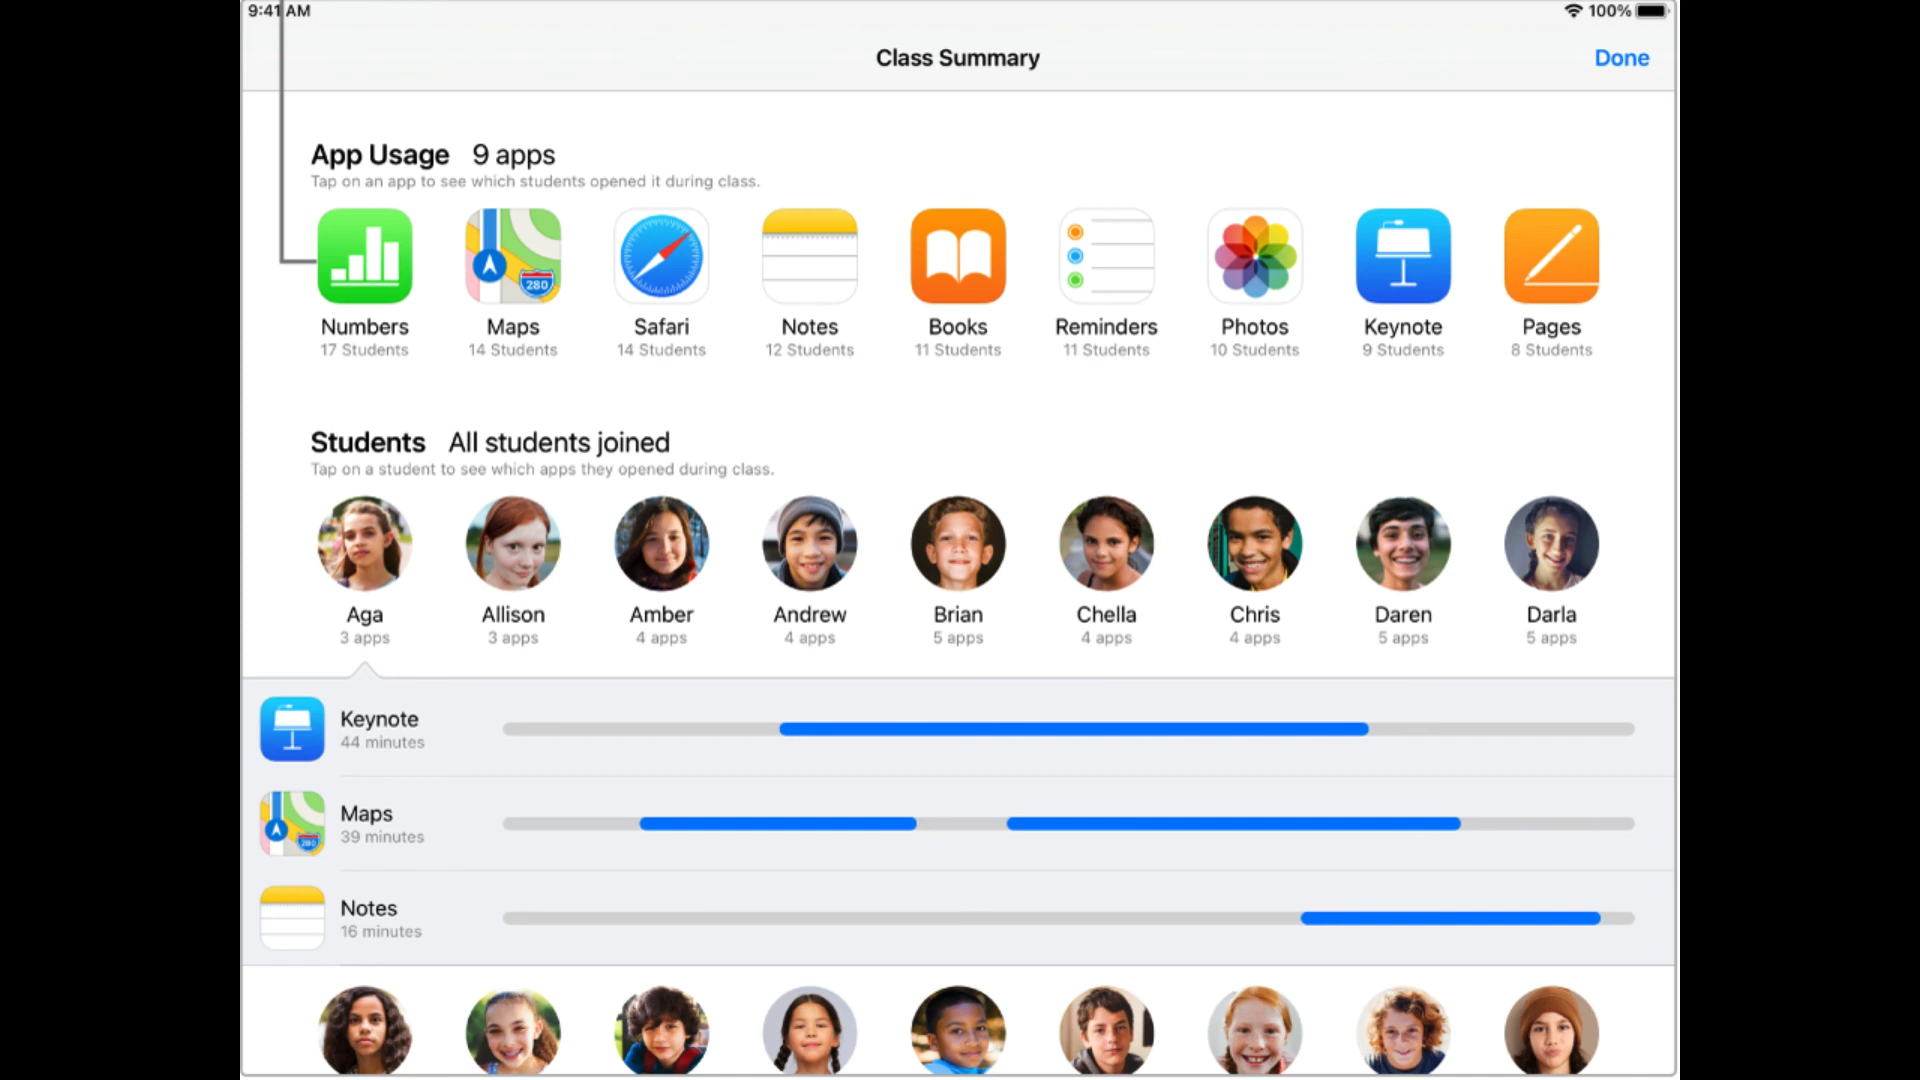 9:41 AM 100%
Class Summary Done
App Usage 9 apps
Tap on an app to see which students opened it during class.
280
Numbers Maps Safari Notes Books Reminders Photos Keynote Pages
17 Students 14 Students 14 Students 12 Students 11 Students 11 Students 10 Students 9 Students 8 Students
Students All students joined
Tap on a student to see which apps they opened during class.
Aga Allison Amber Andrew Brian Chella Chris Daren Darla
3 apps 3 apps 4 apps 4 apps 5 apps 4 apps 4 apps 5 apps 5 apps
Keynote
44 minutes
Maps
39 minutes
280
Notes
16 minutes